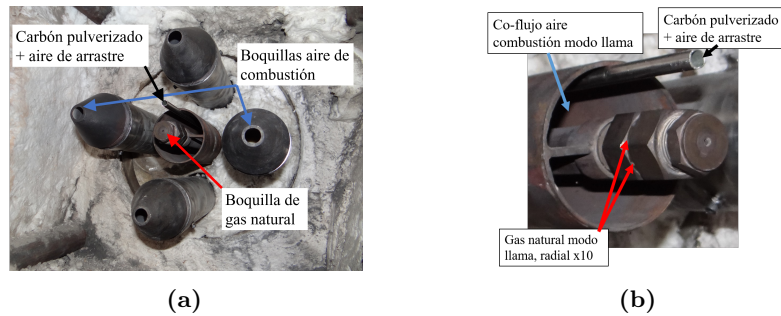 Carbón pulverizado
+ aire de arrastre
Boquillas aire de
combustión
Boquilla de
gas natural
(a)
Co-flujo aire
combustión modo llama
Carbón pulverizado
+ aire de arrastre
Gas natural modo
llama, radial x10
(b)